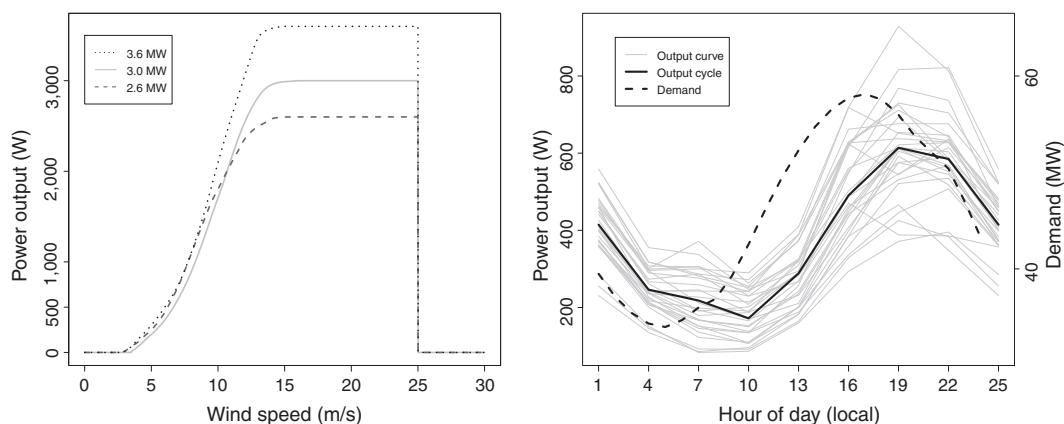 3.6 MW
3.0 MW
2.6 MW
Power output (W)
3,000
2,000
1,000
500
0
0 5 10 15 20 25 30
Wind speed (m/s)
Output curve
Output cycle
Demand
Power output (W)
800
600
400
200
60
40
Demand (MW)
1 4 7 10 13 16 19 22 25
Hour of day (local)